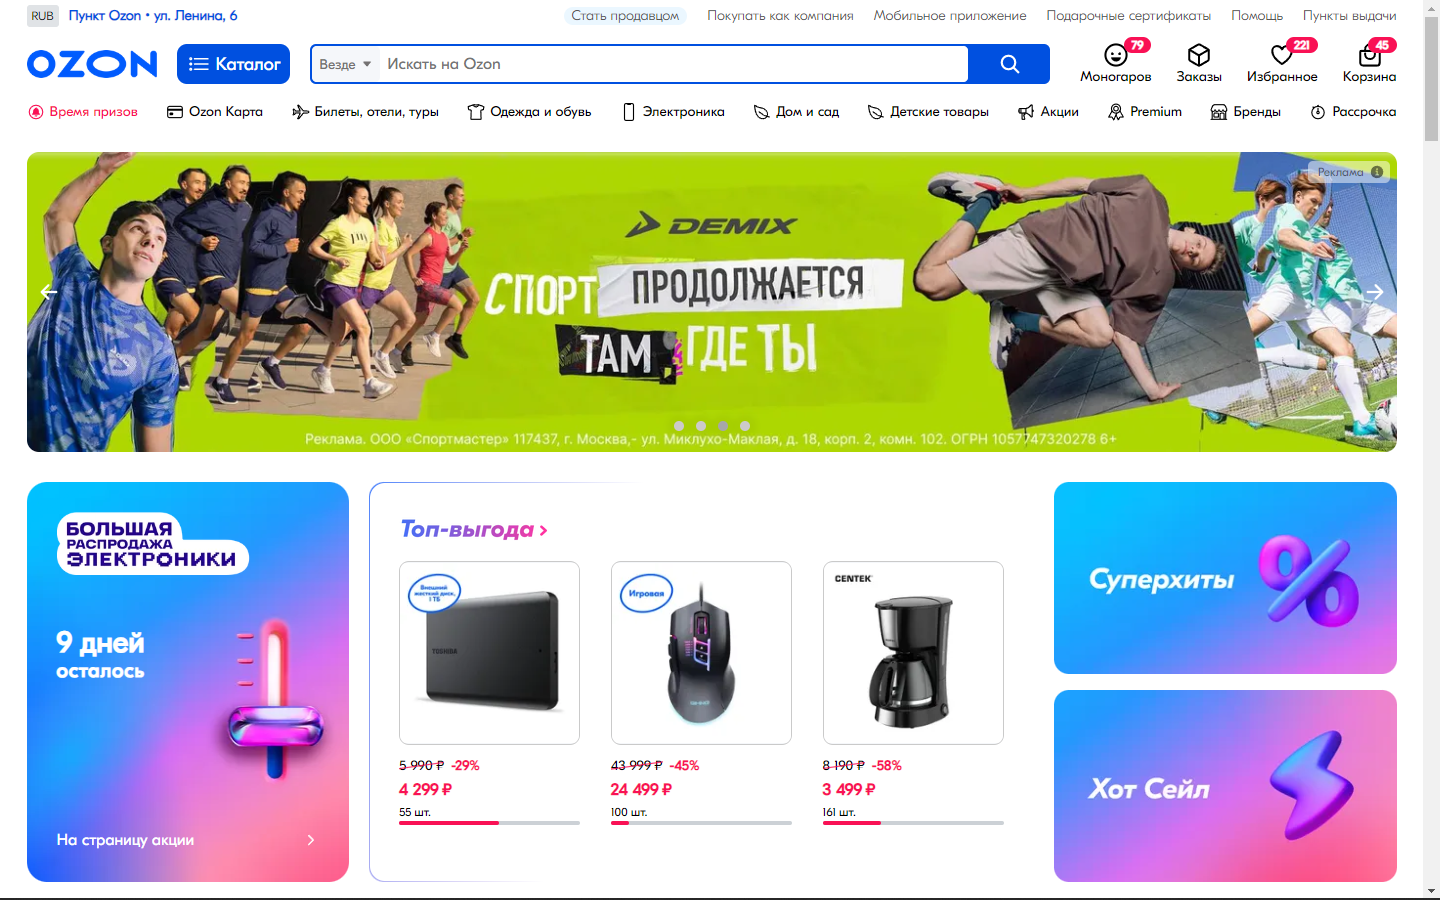 RUB Пункт Ozon • ул. Ленина, 6 Стать продавцом Покупать как компания Мобильное приложение Подарочные сертификаты Помощь Пункты выдачи
OZON Каталог Везде Искать на Ozon
79 221 45
Моногаров Заказы Избранное Корзина
Время призов Ozon Карта Билеты, отели, туры Одежда и обувь Электроника Дом и сад Детские товары Акции Premium Бренды Рассрочка
Реклама
DEMIX
СПОРТ ПРОДОЛЖАЕТСЯ
ТАМ, ГДЕ ТЫ
Реклама. ООО «Спортмастер» 117437, г. Москва,- ул. Миклухо-Маклая, д. 18, корп. 2, комн. 102. ОГРН 1057747320278 6+
БОЛЬШАЯ
РАСПРОДАЖА
ЭЛЕКТРОНИКИ
9 дней
осталось
На страницу акции
Топ-выгода
Внешний
жесткий диск,
1 ТБ
TOSHIBA
5 990 ₽ -29%
4 299 ₽
55 шт.
Игровая
43 999 ₽ -45%
24 499 ₽
100 шт.
CENTEK
8 190 ₽ -58%
3 499 ₽
161 шт.
Суперхиты
Хот Сейл